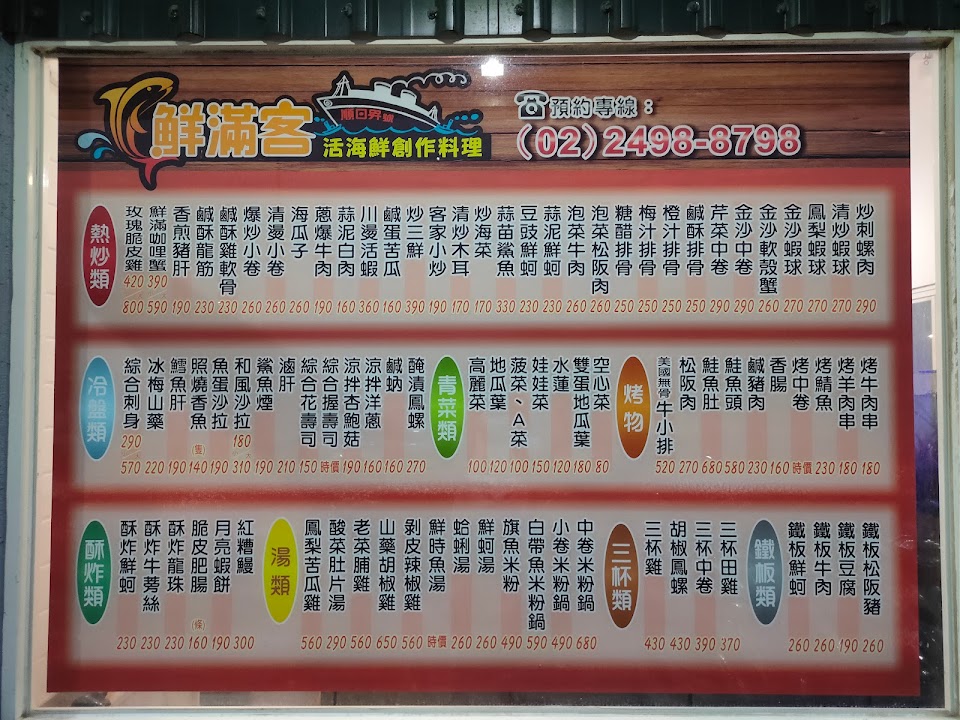 鮮滿客
順日昇號
活海鮮創作料理
預約專線：
(02)2498-8798
熱炒類
玫瑰脆皮雞 420 800
鮮滿咖哩蟹 390 590
香煎豬肝 190
鹹酥龍筋 230
鹹酥雞軟骨 230
爆炒小卷 260
清漫小卷 260
海瓜子 260
蔥爆牛肉 190
蒜泥白肉 160
川漫活蝦 360
鹹蛋苦瓜 160
炒三鮮 390
客家小炒 190
清炒木耳 170
炒海菜 170
蒜苗鯊魚 330
豆豉鮮蚵 230
蒜泥鮮蚵 230
泡菜牛肉 260
泡菜松阪肉 260
糖醋排骨 250
梅汁排骨 250
橙汁排骨 250
鹹酥排骨 250
芹菜中卷 290
金沙中卷 290
金沙軟殼蟹 260
金沙蝦球 270
鳳梨蝦球 270
清炒蝦球 270
炒刺螺肉 290
冷盤類
綜合刺身 290 570
冰梅山藥 220
鱈魚肝 190
照燒香魚 (隻) 140
魚蛋沙拉 190
和風沙拉 180 310
鯊魚煙 190
滷肝 210
綜合花壽司 150
綜合握壽司 時價
涼拌杏鮑菇 190
涼拌洋蔥 160
鹹蚋 160
醃漬鳳螺 270
青菜類
高麗菜 100
地瓜葉 120
菠菜、A菜 100
娃娃菜 150
水蓮 120
雙蛋地瓜葉 180
空心菜 80
烤物
美國無骨牛小排 520
松阪肉 270
鮭魚肚 680
鮭魚頭 580
鹹豬肉 230
香腸 160
烤中卷 時價
烤鯖魚 230
烤羊肉串 180
烤牛肉串 180
酥炸類
酥炸鮮蚵 230
酥炸牛蒡絲 230
酥炸龍珠 230
脆皮肥腸 (條) 160
月亮蝦餅 190
紅糟鰻 300
湯類
鳳梨苦瓜雞 560
酸菜肚片湯 290
老菜脯雞 560
山藥胡椒雞 650
剝皮辣椒雞 560
鮮時魚湯 時價
蛤蜊湯 260
鮮蚵湯 260
旗魚米粉 490
白帶魚米粉鍋 590
小卷米粉鍋 490
中卷米粉鍋 680
三杯類
三杯雞 430
胡椒鳳螺 430
三杯中卷 390
三杯田雞 370
鐵板類
鐵板鮮蚵 260
鐵板牛肉 260
鐵板豆腐 190
鐵板松阪豬 260